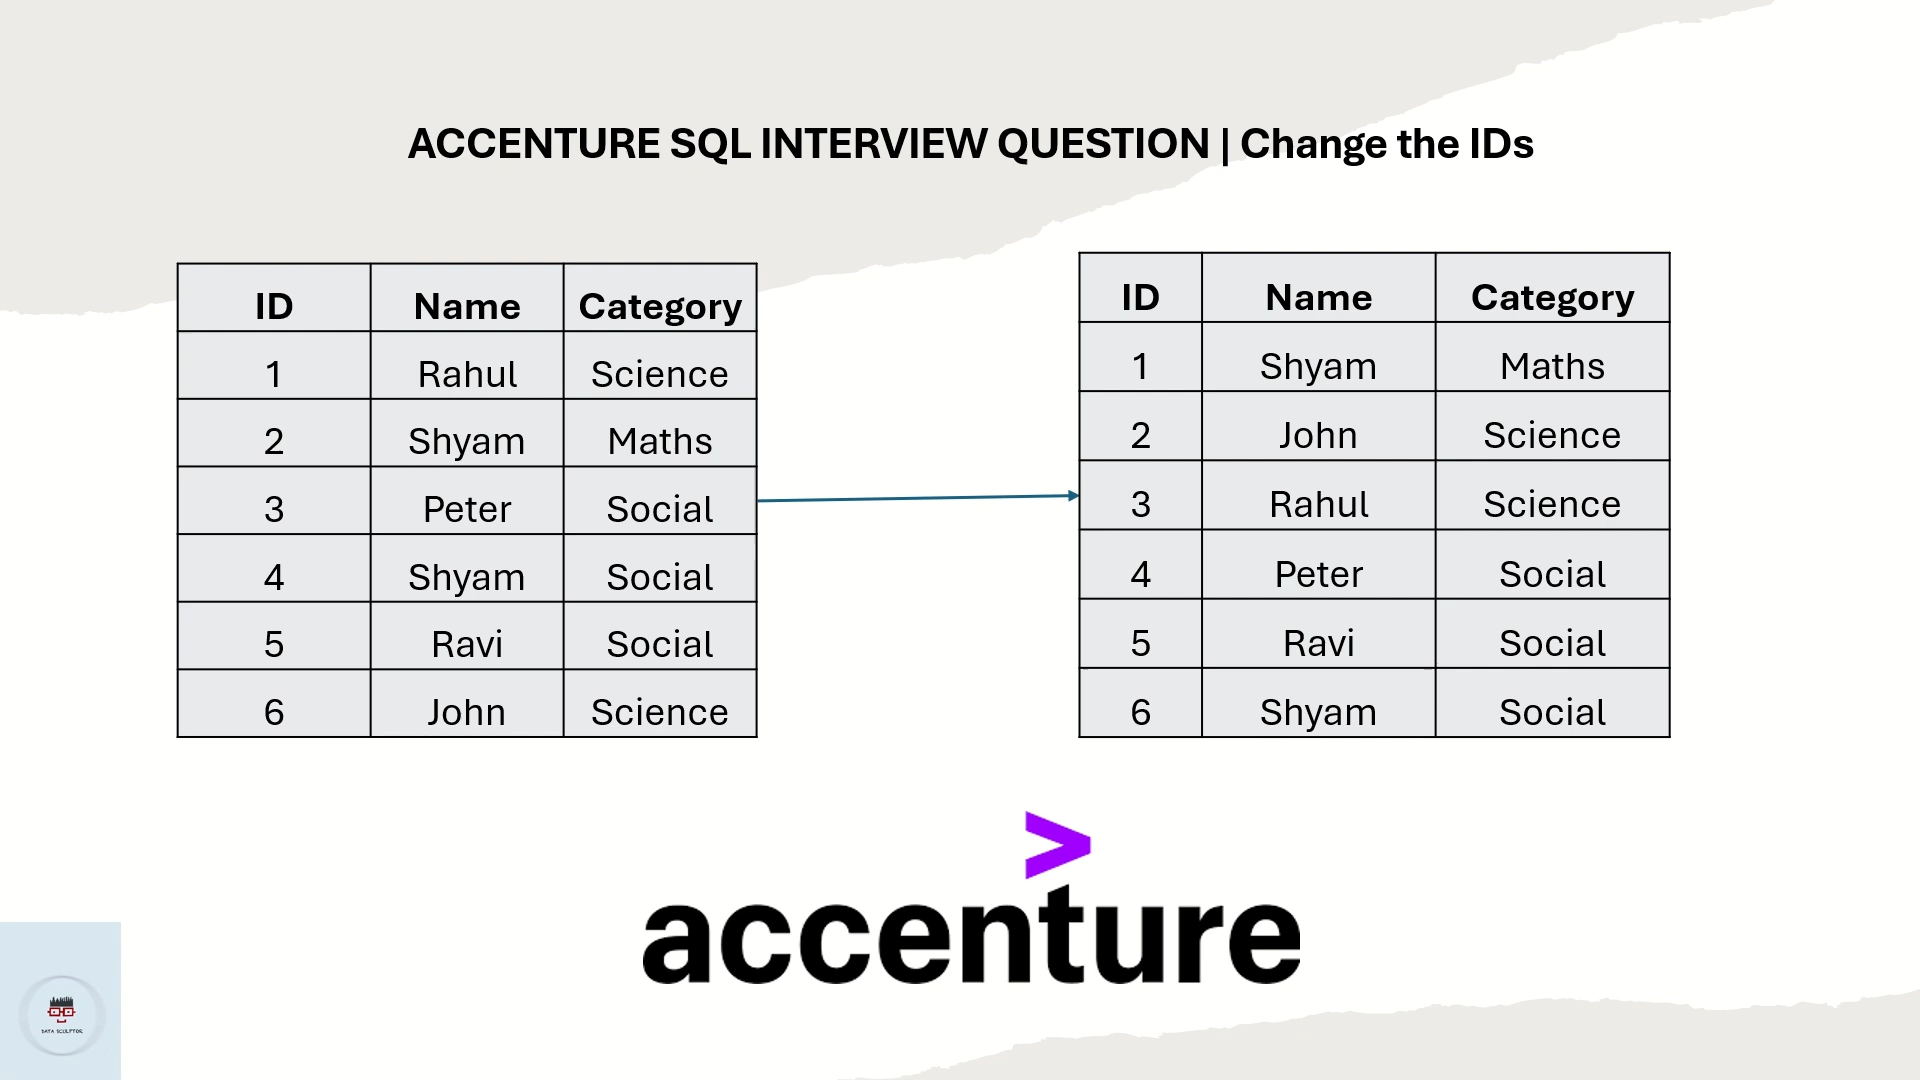 ACCENTURE SQL INTERVIEW QUESTION | Change the IDs
ID Name Category
1 Rahul Science
2 Shyam Maths
3 Peter Social
4 Shyam Social
5 Ravi Social
6 John Science
ID Name Category
1 Shyam Maths
2 John Science
3 Rahul Science
4 Peter Social
5 Ravi Social
6 Shyam Social
>
accenture
DATA SCULPTOR